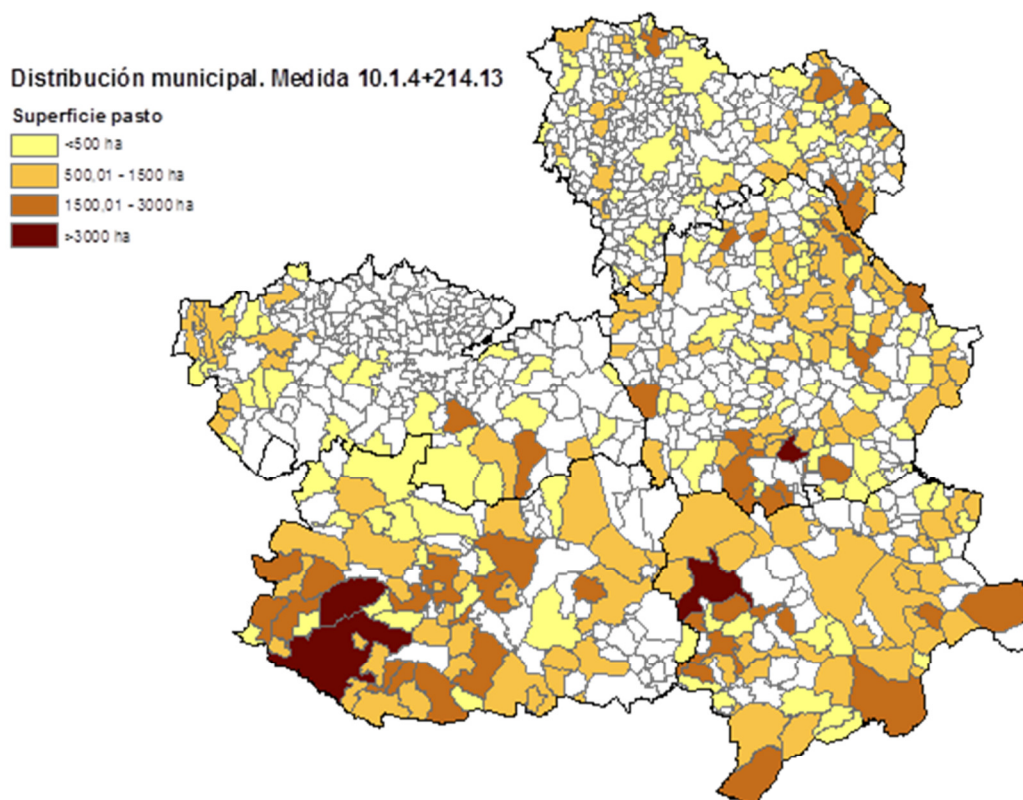 Distribución municipal. Medida 10.1.4+214.13
Superficie pasto
<500 ha
500,01 - 1500 ha
1500,01 - 3000 ha
>3000 ha